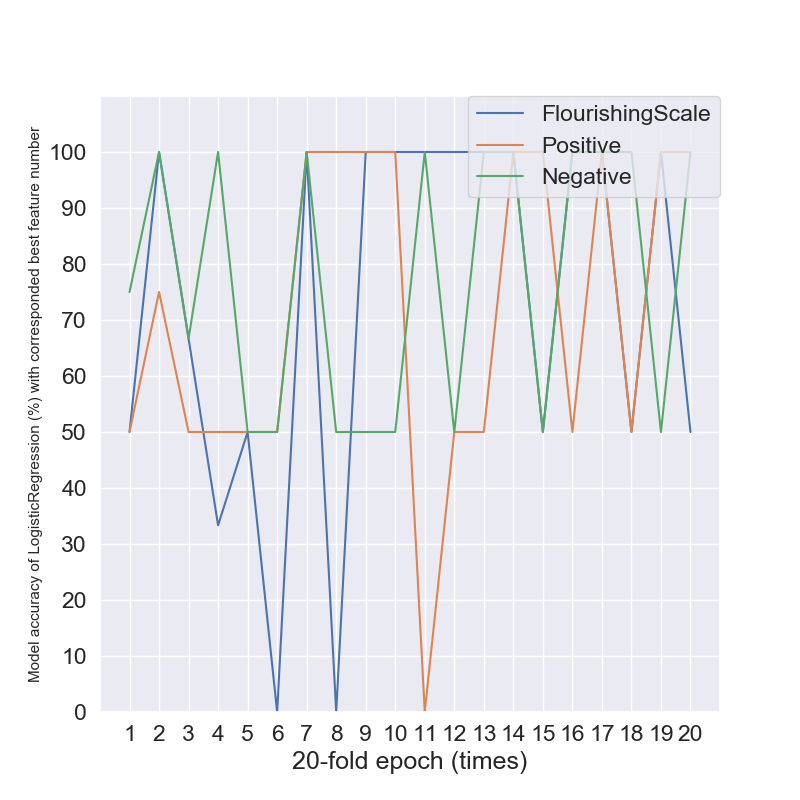 FlourishingScale
Positive
Negative
Model accuracy of LogisticRegression (%) with corresponded best feature number
100
90
80
70
60
50
40
30
20
10
0
1 2 3 4 5 6 7 8 9 10 11 12 13 14 15 16 17 18 19 20
20-fold epoch (times)